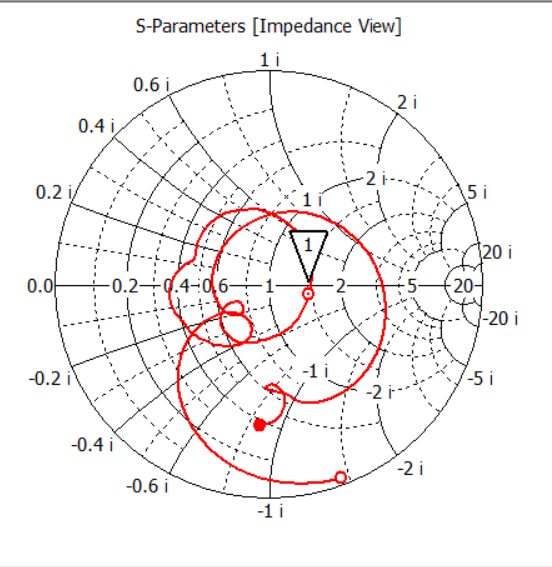 S-Parameters [Impedance View]
1 i
0.6 i
2 i
0.4 i
0.2 i
2 i
5 i
1 i
1
20 i
0.0
0.2
0.4
0.6
1
2
5
20
-20 i
-0.2 i
-1 i
-2 i
-5 i
-0.4 i
-0.6 i
-2 i
-1 i